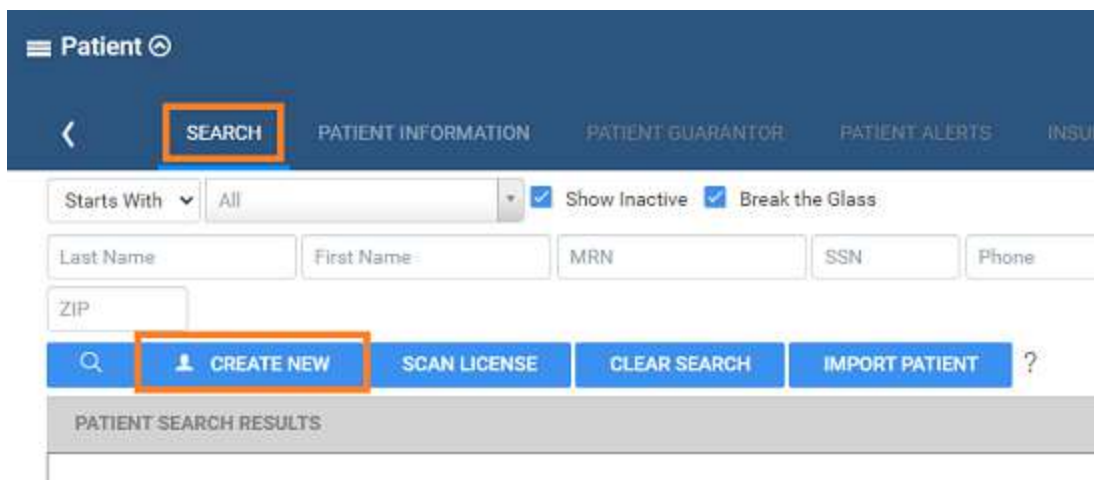 Patient
SEARCH PATIENT INFORMATION PATIENT GUARANTOR PATIENT ALERTS
Starts With All Show Inactive Break the Glass
Last Name First Name MRN SSN Phone
ZIP
CREATE NEW SCAN LICENSE CLEAR SEARCH IMPORT PATIENT ?
PATIENT SEARCH RESULTS